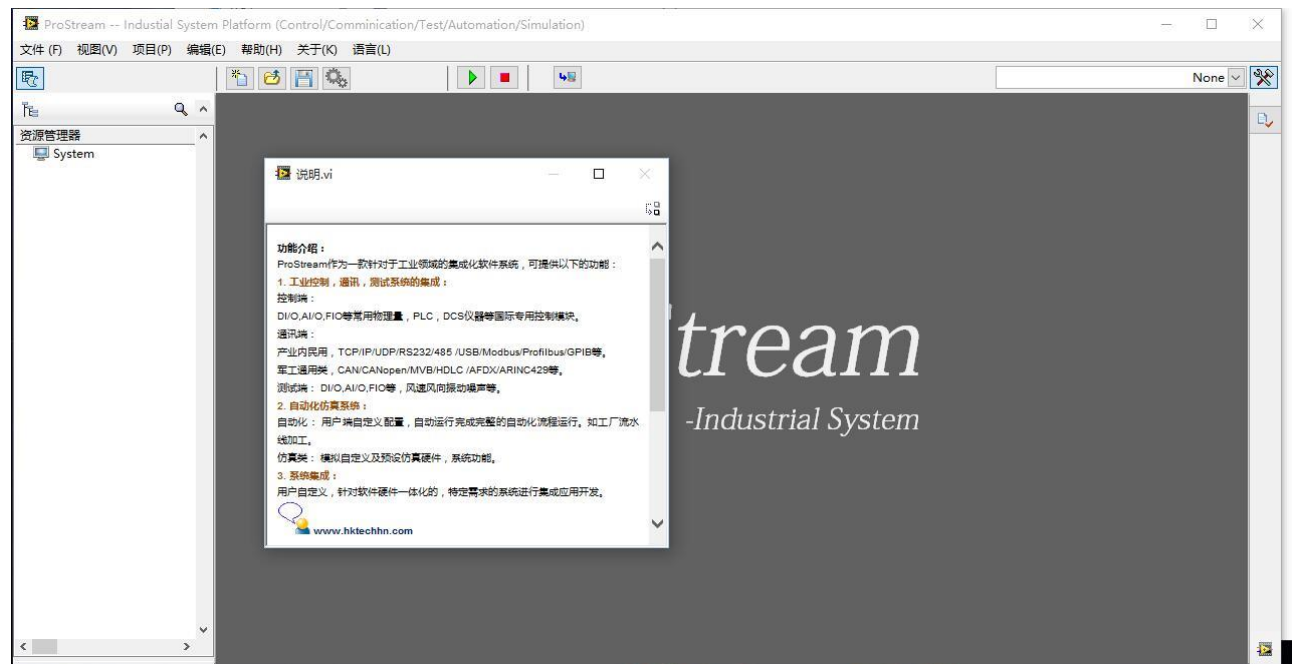 ProStream -- Industial System Platform (Control/Comminication/Test/Automation/Simulation)
文件 (F) 视图(V) 项目(P) 编辑(E) 帮助(H) 关于(K) 语言(L)
None
资源管理器
System
说明.vi
功能介绍：
ProStream作为一款针对于工业领域的集成化软件系统，可提供以下的功能：
1. 工业控制，通讯，测试系统的集成：
控制端：
DI/O,AI/O,FIO等常用物理量，PLC，DCS仪器等国际专用控制模块。
通讯端：
产业内民用，TCP/IP/UDP/RS232/485 /USB/Modbus/Profilbus/GPIB等。
军工通用类，CAN/CANopen/MVB/HDLC /AFDX/ARINC429等。
测试端： DI/O,AI/O,FIO等，风速风向振动噪声等。
2. 自动化仿真系统：
自动化： 用户端自定义配置，自动运行完成完整的自动化流程运行。如工厂流水
线加工。
仿真类： 模拟自定义及预设仿真硬件，系统功能。
3. 系统集成：
用户自定义，针对软件硬件一体化的，特定需求的系统进行集成应用开发。
www.hktechhn.com
tream
-Industrial System